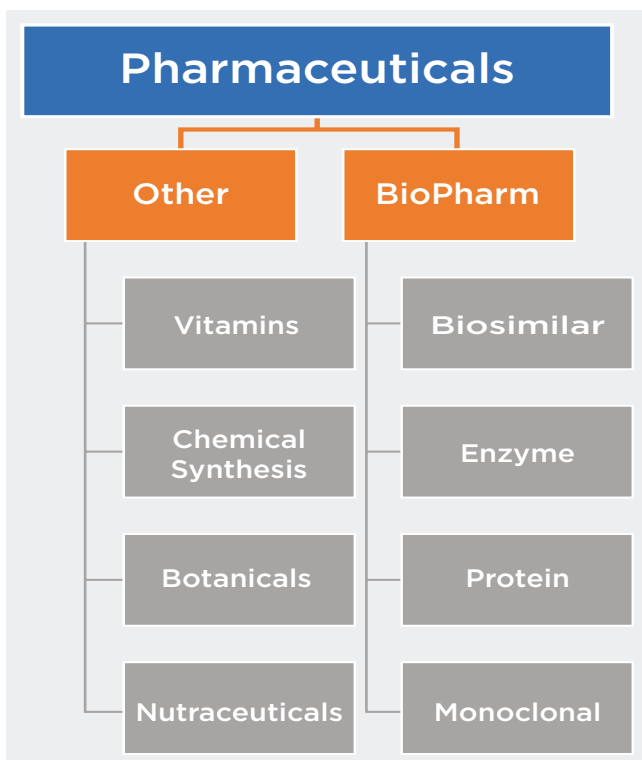 Pharmaceuticals
Other
BioPharm
Vitamins
Biosimilar
Chemical
Synthesis
Enzyme
Botanicals
Protein
Nutraceuticals
Monoclonal